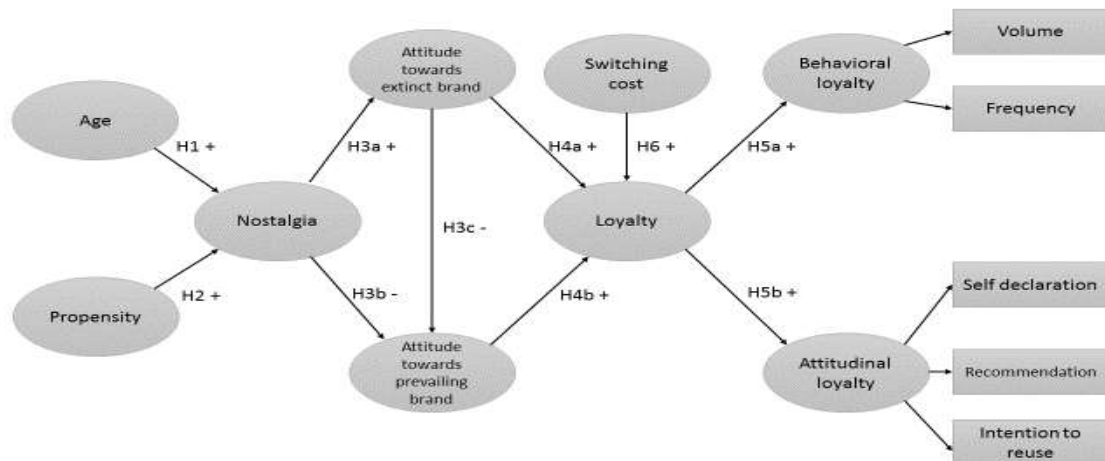 Age
H1 +
Propensity
H2 +
Nostalgia
H3a +
H3b -
Attitude
towards
extinct brand
H3c -
Attitude
towards
prevailing
brand
H4a +
H4b +
Switching
cost
H6 +
Loyalty
H5a +
H5b +
Behavioral
loyalty
Volume
Frequency
Attitudinal
loyalty
Self declaration
Recommendation
Intention to
reuse